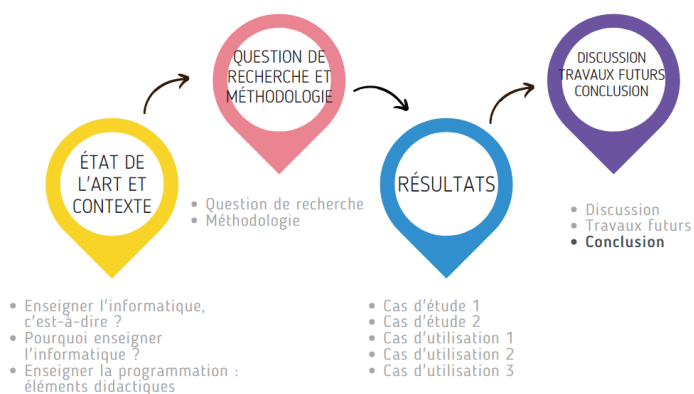 ÉTAT DE
L'ART ET
CONTEXTE
• Enseigner l'informatique,
c'est-à-dire ?
• Pourquoi enseigner
l'informatique ?
• Enseigner la programmation :
éléments didactiques
QUESTION DE
RECHERCHE ET
MÉTHODOLOGIE
• Question de recherche
• Méthodologie
RÉSULTATS
• Cas d'étude 1
• Cas d'étude 2
• Cas d'utilisation 1
• Cas d'utilisation 2
• Cas d'utilisation 3
DISCUSSION
TRAVAUX FUTURS
CONCLUSION
• Discussion
• Travaux futurs
• Conclusion